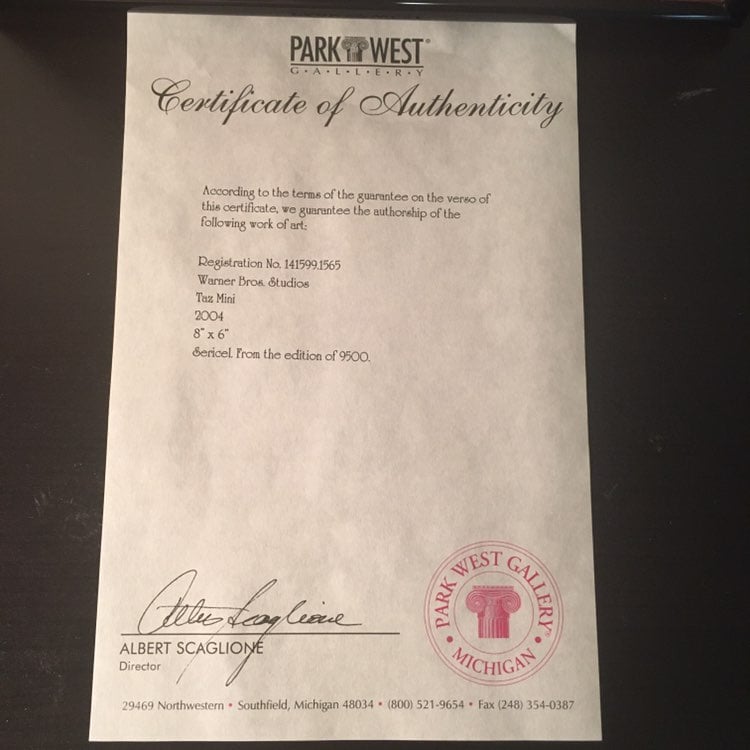 PARK WEST®
G·A·L·L·E·R·Y
Certificate of Authenticity
According to the terms of the guarantee on the verso of
this certificate, we guarantee the authorship of the
following work of art:
Registration No. 141599.1565
Warner Bros. Studios
Taz Mini
2004
8" x 6"
Sericel. From the edition of 9500.
Albert Scaglione
ALBERT SCAGLIONE
Director
PARK WEST GALLERY®
• MICHIGAN •
29469 Northwestern • Southfield, Michigan 48034 • (800) 521-9654 • Fax (248) 354-0387